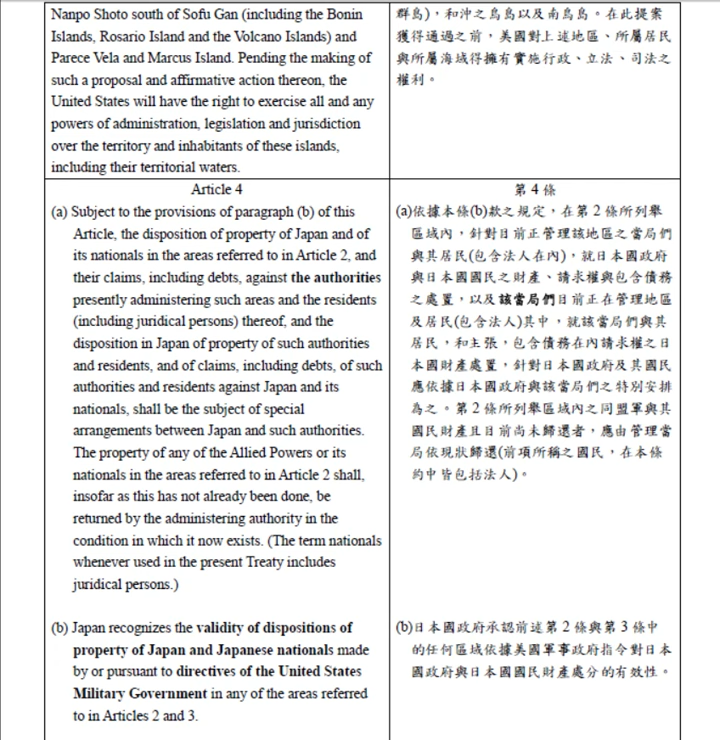 Nanpo Shoto south of Sofu Gan (including the Bonin
Islands, Rosario Island and the Volcano Islands) and
Parece Vela and Marcus Island. Pending the making of
such a proposal and affirmative action thereon, the
United States will have the right to exercise all and any
powers of administration, legislation and jurisdiction
over the territory and inhabitants of these islands,
including their territorial waters.
群島)，和沖之鳥島以及南鳥島。在此提案
獲得通過之前，美國對上述地區、所屬居民
與所屬海域得擁有實施行政、立法、司法之
權利。
Article 4
(a) Subject to the provisions of paragraph (b) of this
Article, the disposition of property of Japan and of
its nationals in the areas referred to in Article 2, and
their claims, including debts, against the authorities
presently administering such areas and the residents
(including juridical persons) thereof, and the
disposition in Japan of property of such authorities
and residents, and of claims, including debts, of such
authorities and residents against Japan and its
nationals, shall be the subject of special
arrangements between Japan and such authorities.
The property of any of the Allied Powers or its
nationals in the areas referred to in Article 2 shall,
insofar as this has not already been done, be
returned by the administering authority in the
condition in which it now exists. (The term nationals
whenever used in the present Treaty includes
juridical persons.)
第 4 條
(a)依據本條(b)款之規定，在第 2 條所列舉
區域內，針對目前正管理該地區之當局們
與其居民(包含法人在內)，就日本國政府
與日本國國民之財產、請求權與包含債務
之處置，以及該當局們目前正在管理地區
及居民(包含法人)其中，就該當局們與其
居民，和主張，包含債務在內請求權之日
本國財產處置，針對日本國政府及其國民
應依據日本國政府與該當局們之特別安排
為之。第 2 條所列舉區域內之同盟軍與其
國民財產且目前尚未歸還者，應由管理當
局依現狀歸還(前項所稱之國民，在本條
約中皆包括法人)。
(b) Japan recognizes the validity of dispositions of
property of Japan and Japanese nationals made
by or pursuant to directives of the United States
Military Government in any of the areas referred
to in Articles 2 and 3.
(b)日本國政府承認前述第 2 條與第 3 條中
的任何區域依據美國軍事政府指令對日本
國政府與日本國國民財產處分的有效性。